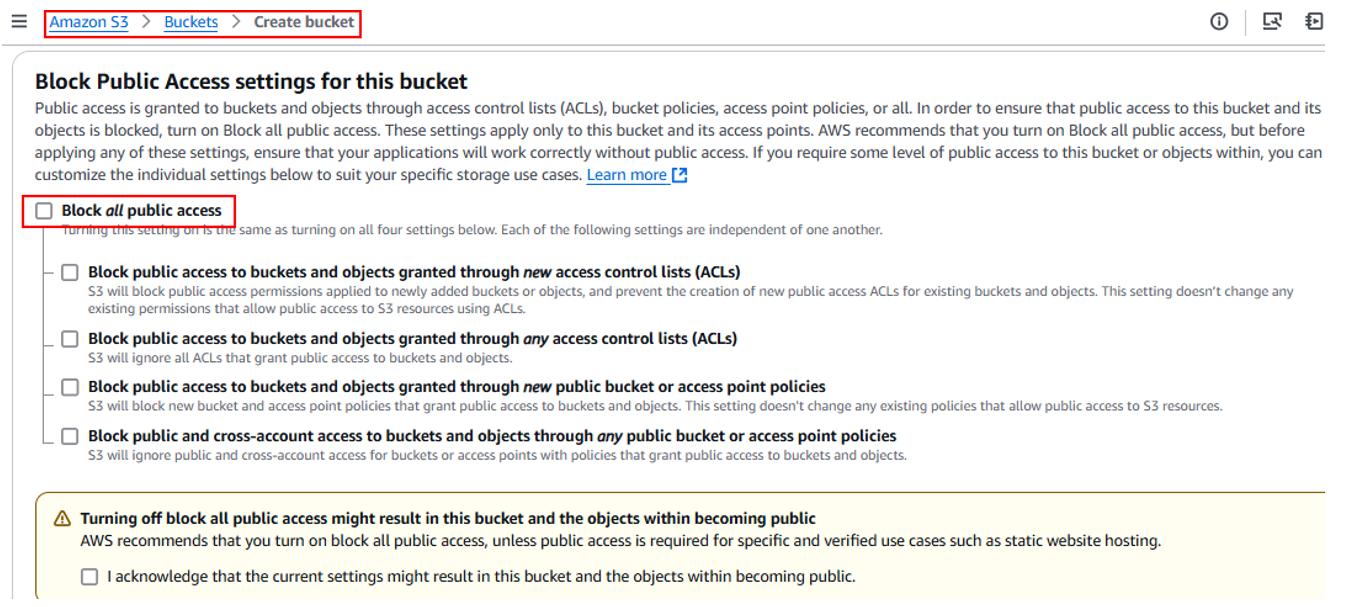 Amazon S3 > Buckets > Create bucket
Block Public Access settings for this bucket
Public access is granted to buckets and objects through access control lists (ACLs), bucket policies, access point policies, or all. In order to ensure that public access to this bucket and its
objects is blocked, turn on Block all public access. These settings apply only to this bucket and its access points. AWS recommends that you turn on Block all public access, but before
applying any of these settings, ensure that your applications will work correctly without public access. If you require some level of public access to this bucket or objects within, you can
customize the individual settings below to suit your specific storage use cases. Learn more
Block all public access
Turning this setting on is the same as turning on all four settings below. Each of the following settings are independent of one another.
Block public access to buckets and objects granted through new access control lists (ACLs)
S3 will block public access permissions applied to newly added buckets or objects, and prevent the creation of new public access ACLs for existing buckets and objects. This setting doesn't change any
existing permissions that allow public access to S3 resources using ACLs.
Block public access to buckets and objects granted through any access control lists (ACLs)
S3 will ignore all ACLs that grant public access to buckets and objects.
Block public access to buckets and objects granted through new public bucket or access point policies
S3 will block new bucket and access point policies that grant public access to buckets and objects. This setting doesn't change any existing policies that allow public access to S3 resources.
Block public and cross-account access to buckets and objects through any public bucket or access point policies
S3 will ignore public and cross-account access for buckets or access points with policies that grant public access to buckets and objects.
Turning off block all public access might result in this bucket and the objects within becoming public
AWS recommends that you turn on block all public access, unless public access is required for specific and verified use cases such as static website hosting.
I acknowledge that the current settings might result in this bucket and the objects within becoming public.